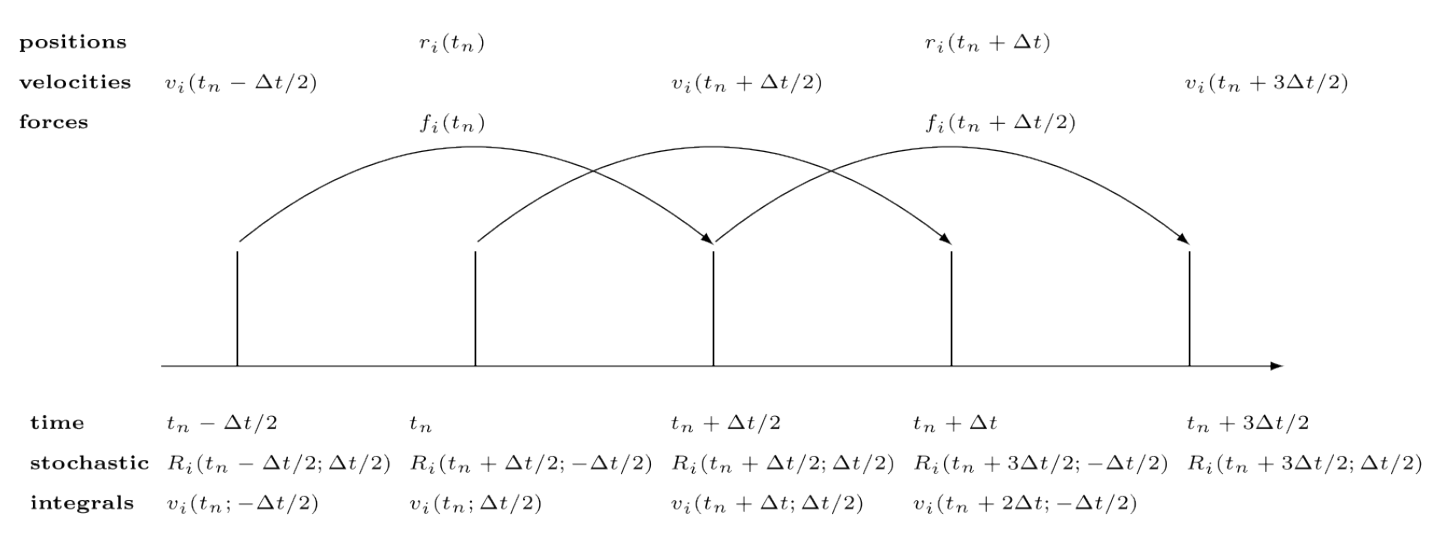 positions r_i(t_n) r_i(t_n + Δt)
velocities v_i(t_n − Δt/2) v_i(t_n + Δt/2) v_i(t_n + 3Δt/2)
forces f_i(t_n) f_i(t_n + Δt/2)
time t_n − Δt/2 t_n t_n + Δt/2 t_n + Δt t_n + 3Δt/2
stochastic R_i(t_n − Δt/2; Δt/2) R_i(t_n + Δt/2; −Δt/2) R_i(t_n + Δt/2; Δt/2) R_i(t_n + 3Δt/2; −Δt/2) R_i(t_n + 3Δt/2; Δt/2)
integrals v_i(t_n; −Δt/2) v_i(t_n; Δt/2) v_i(t_n + Δt; Δt/2) v_i(t_n + 2Δt; −Δt/2)